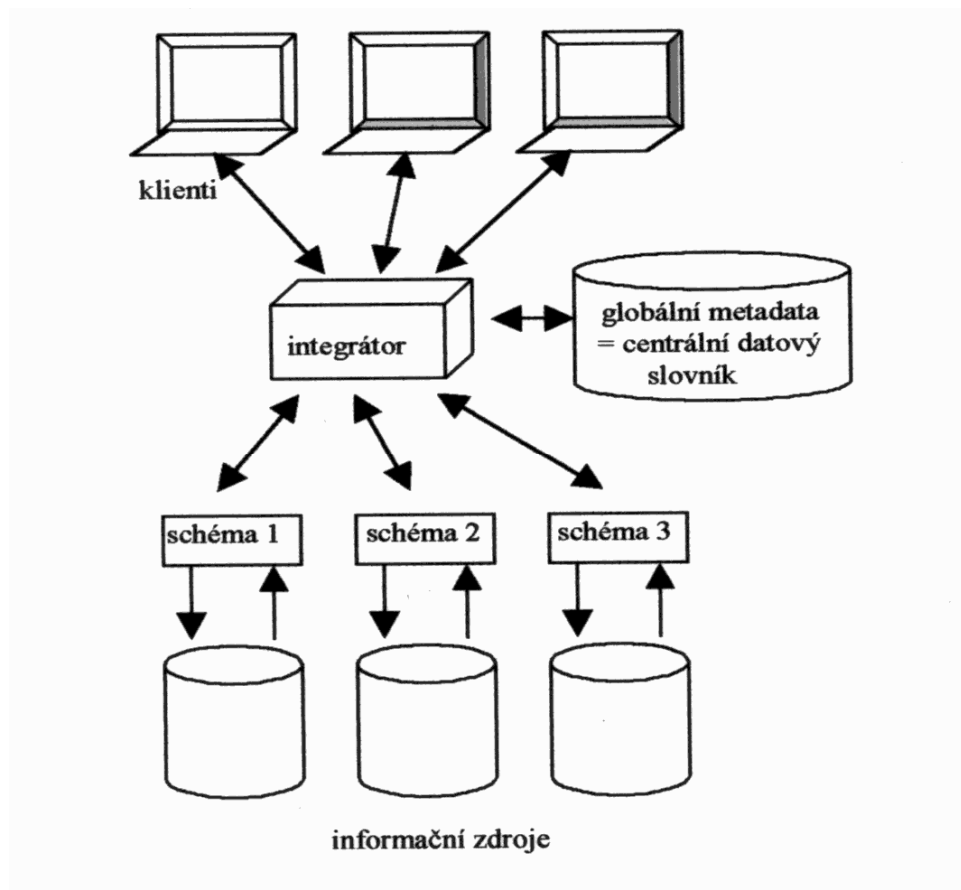 klienti
integrátor
globální metadata
= centrální datový
slovník
schéma 1
schéma 2
schéma 3
informační zdroje